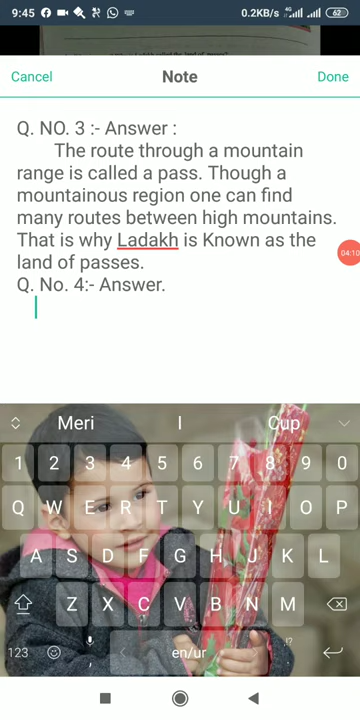 9:45 0.2KB/s 4G 62
Cancel Note Done
Q. NO. 3 :- Answer :
The route through a mountain
range is called a pass. Though a
mountainous region one can find
many routes between high mountains.
That is why Ladakh is Known as the
land of passes.
04:10
Q. No. 4:- Answer.
Meri I Cup
1 2 3 4 5 6 7 8 9 0
Q W E R T Y U I O P
A S D F G H J K L
Z X C V B N M
123 , en/ur . .!?